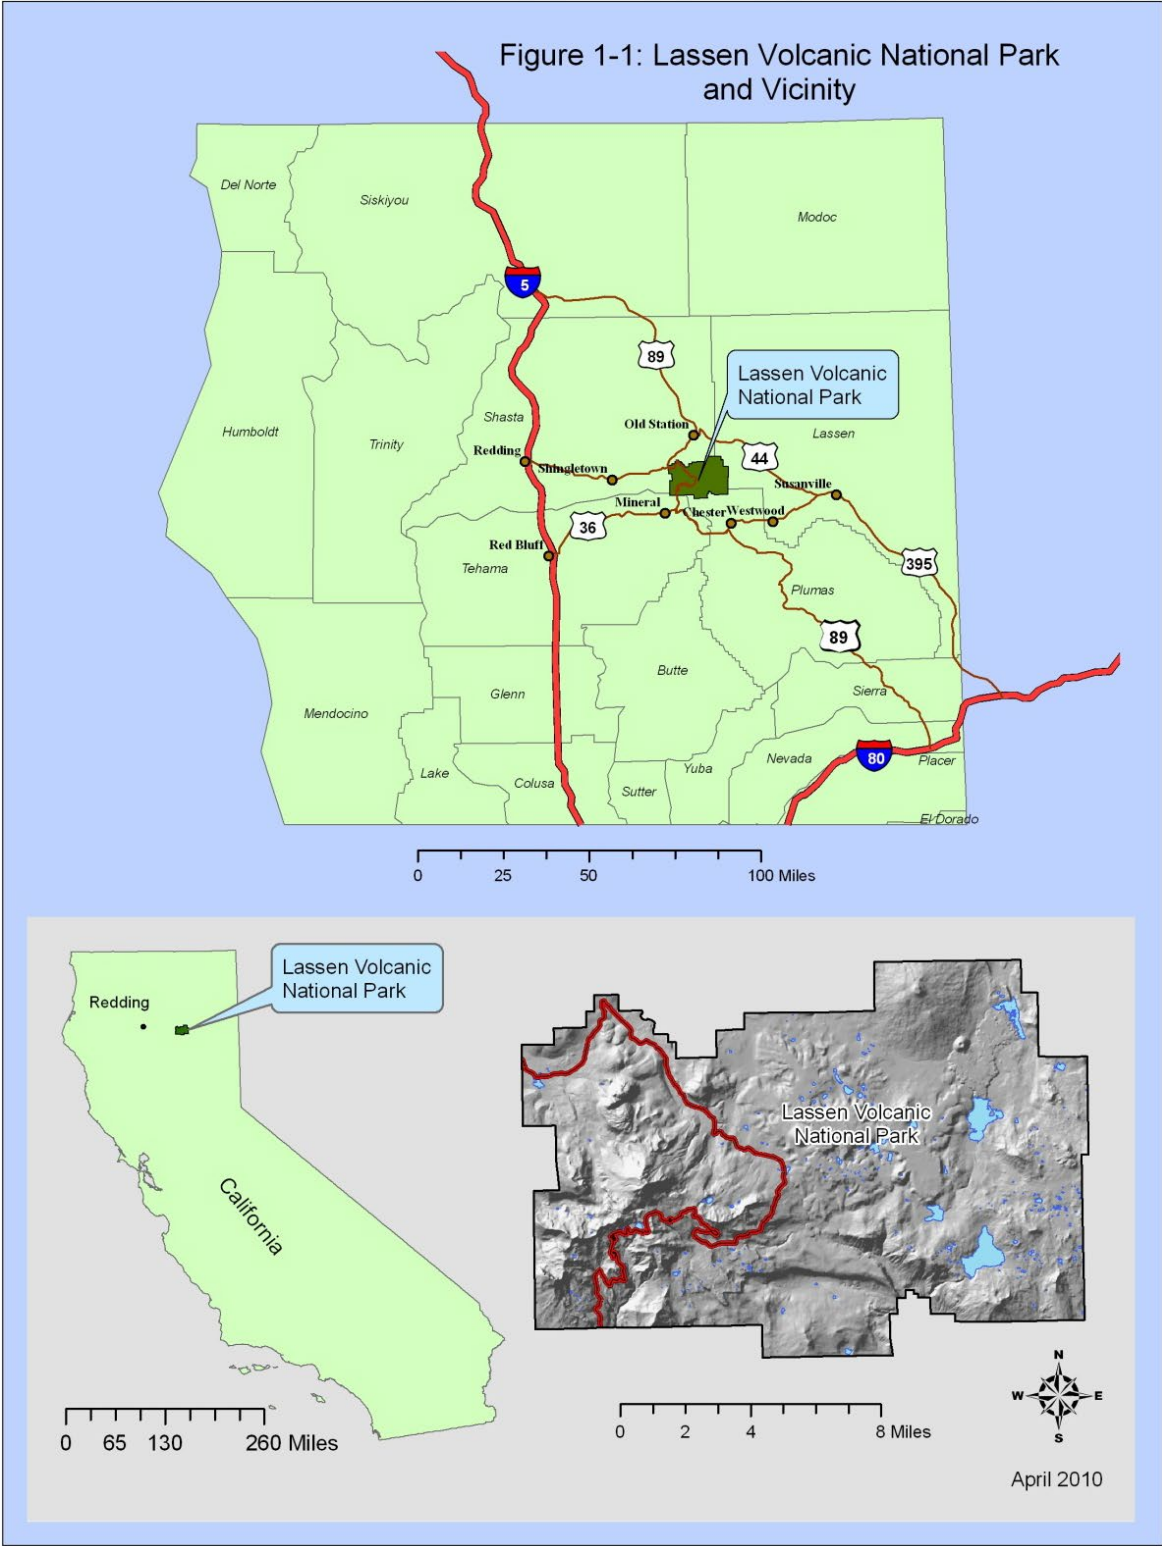 Figure 1-1: Lassen Volcanic National Park
and Vicinity
Del Norte
Siskiyou
Modoc
5
89
Lassen Volcanic
National Park
Shasta
Old Station
Lassen
Humboldt
Trinity
Redding
44
Shingletown
Susanville
Mineral
Chester
Westwood
36
Red Bluff
Tehama
395
Plumas
89
Butte
Glenn
Sierra
Mendocino
Lake
Colusa
Sutter
Yuba
Nevada
80
Placer
El Dorado
0 25 50 100 Miles
Lassen Volcanic
National Park
Redding
California
0 65 130 260 Miles
Lassen Volcanic
National Park
N
W E
S
0 2 4 8 Miles
April 2010